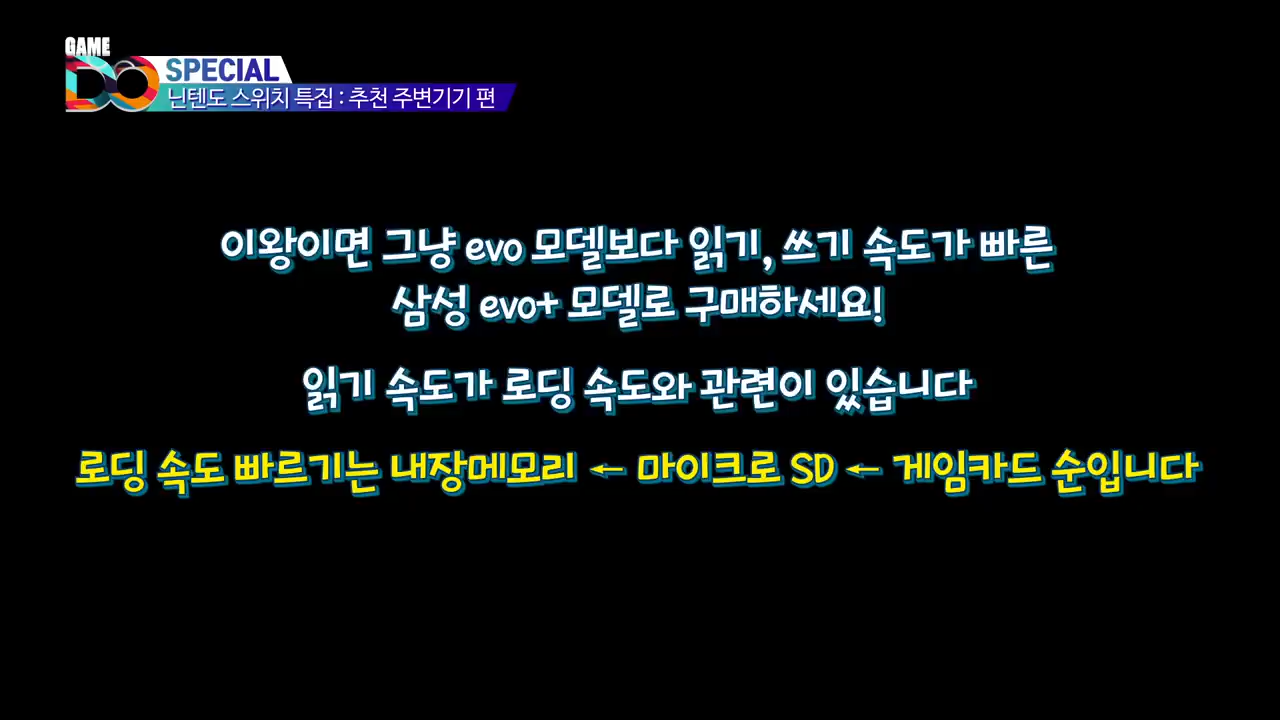 GAME
DO SPECIAL
닌텐도 스위치 특집 : 추천 주변기기 편
이왕이면 그냥 evo 모델보다 읽기, 쓰기 속도가 빠른
삼성 evo+ 모델로 구매하세요!
읽기 속도가 로딩 속도와 관련이 있습니다
로딩 속도 빠르기는 내장메모리 ← 마이크로 SD ← 게임카드 순입니다